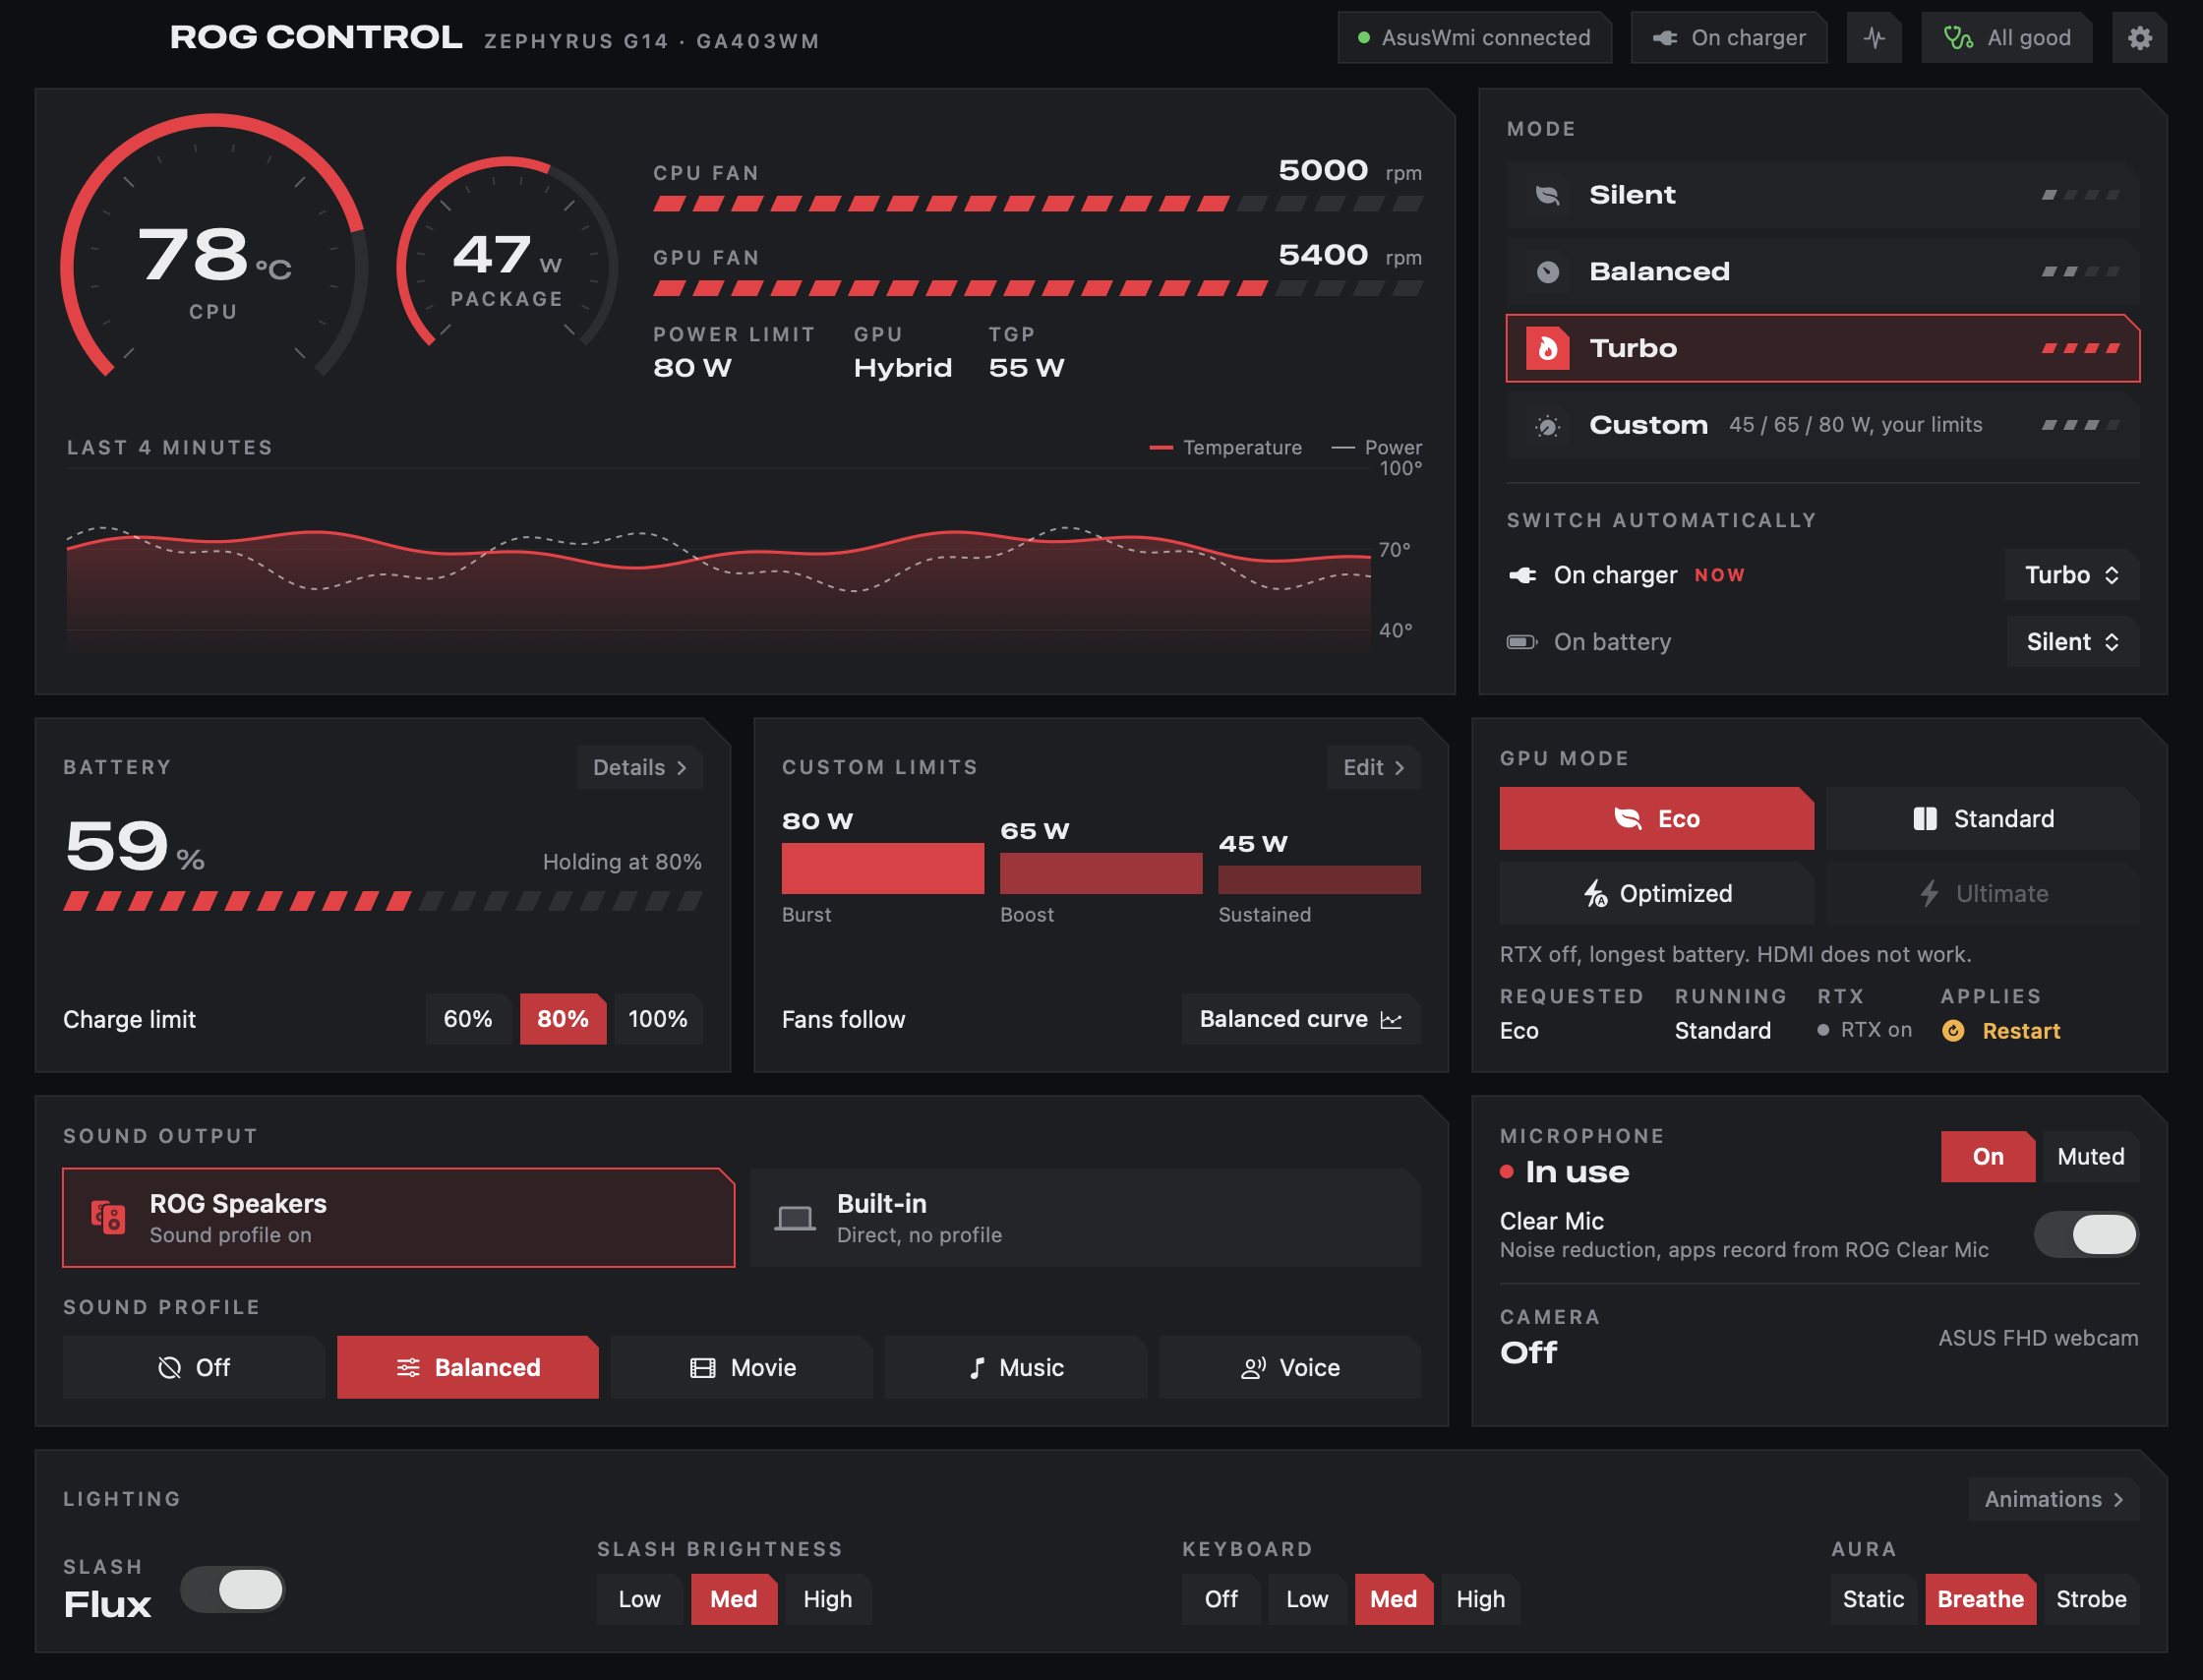 ROG CONTROL ZEPHYRUS G14 · GA403WM
AsusWmi connected
On charger
All good
78 °C
CPU
47 W
PACKAGE
CPU FAN 5000 rpm
GPU FAN 5400 rpm
POWER LIMIT GPU TGP
80 W Hybrid 55 W
LAST 4 MINUTES
Temperature Power
100°
70°
40°
MODE
Silent
Balanced
Turbo
Custom 45 / 65 / 80 W, your limits
SWITCH AUTOMATICALLY
On charger NOW Turbo
On battery Silent
BATTERY Details
59 %
Holding at 80%
Charge limit 60% 80% 100%
CUSTOM LIMITS Edit
80 W 65 W 45 W
Burst Boost Sustained
Fans follow Balanced curve
GPU MODE
Eco Standard
Optimized Ultimate
RTX off, longest battery. HDMI does not work.
REQUESTED RUNNING RTX APPLIES
Eco Standard RTX on Restart
SOUND OUTPUT
ROG Speakers
Sound profile on
Built-in
Direct, no profile
SOUND PROFILE
Off Balanced Movie Music Voice
MICROPHONE
In use
On Muted
Clear Mic
Noise reduction, apps record from ROG Clear Mic
CAMERA
Off
ASUS FHD webcam
LIGHTING Animations
SLASH
Flux
SLASH BRIGHTNESS
Low Med High
KEYBOARD
Off Low Med High
AURA
Static Breathe Strobe